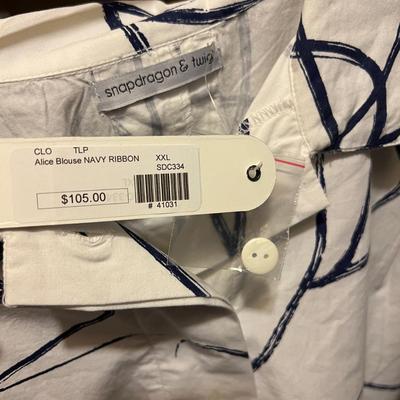 snapdragon & twig
CLO TLP
Alice Blouse NAVY RIBBON XXL
SDC334
$105.00
# 41031